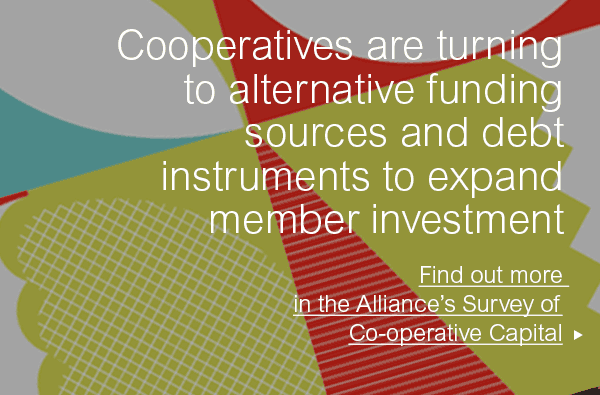 Cooperatives are turning
to alternative funding
sources and debt
instruments to expand
member investment
Find out more
in the Alliance’s Survey of
Co-operative Capital